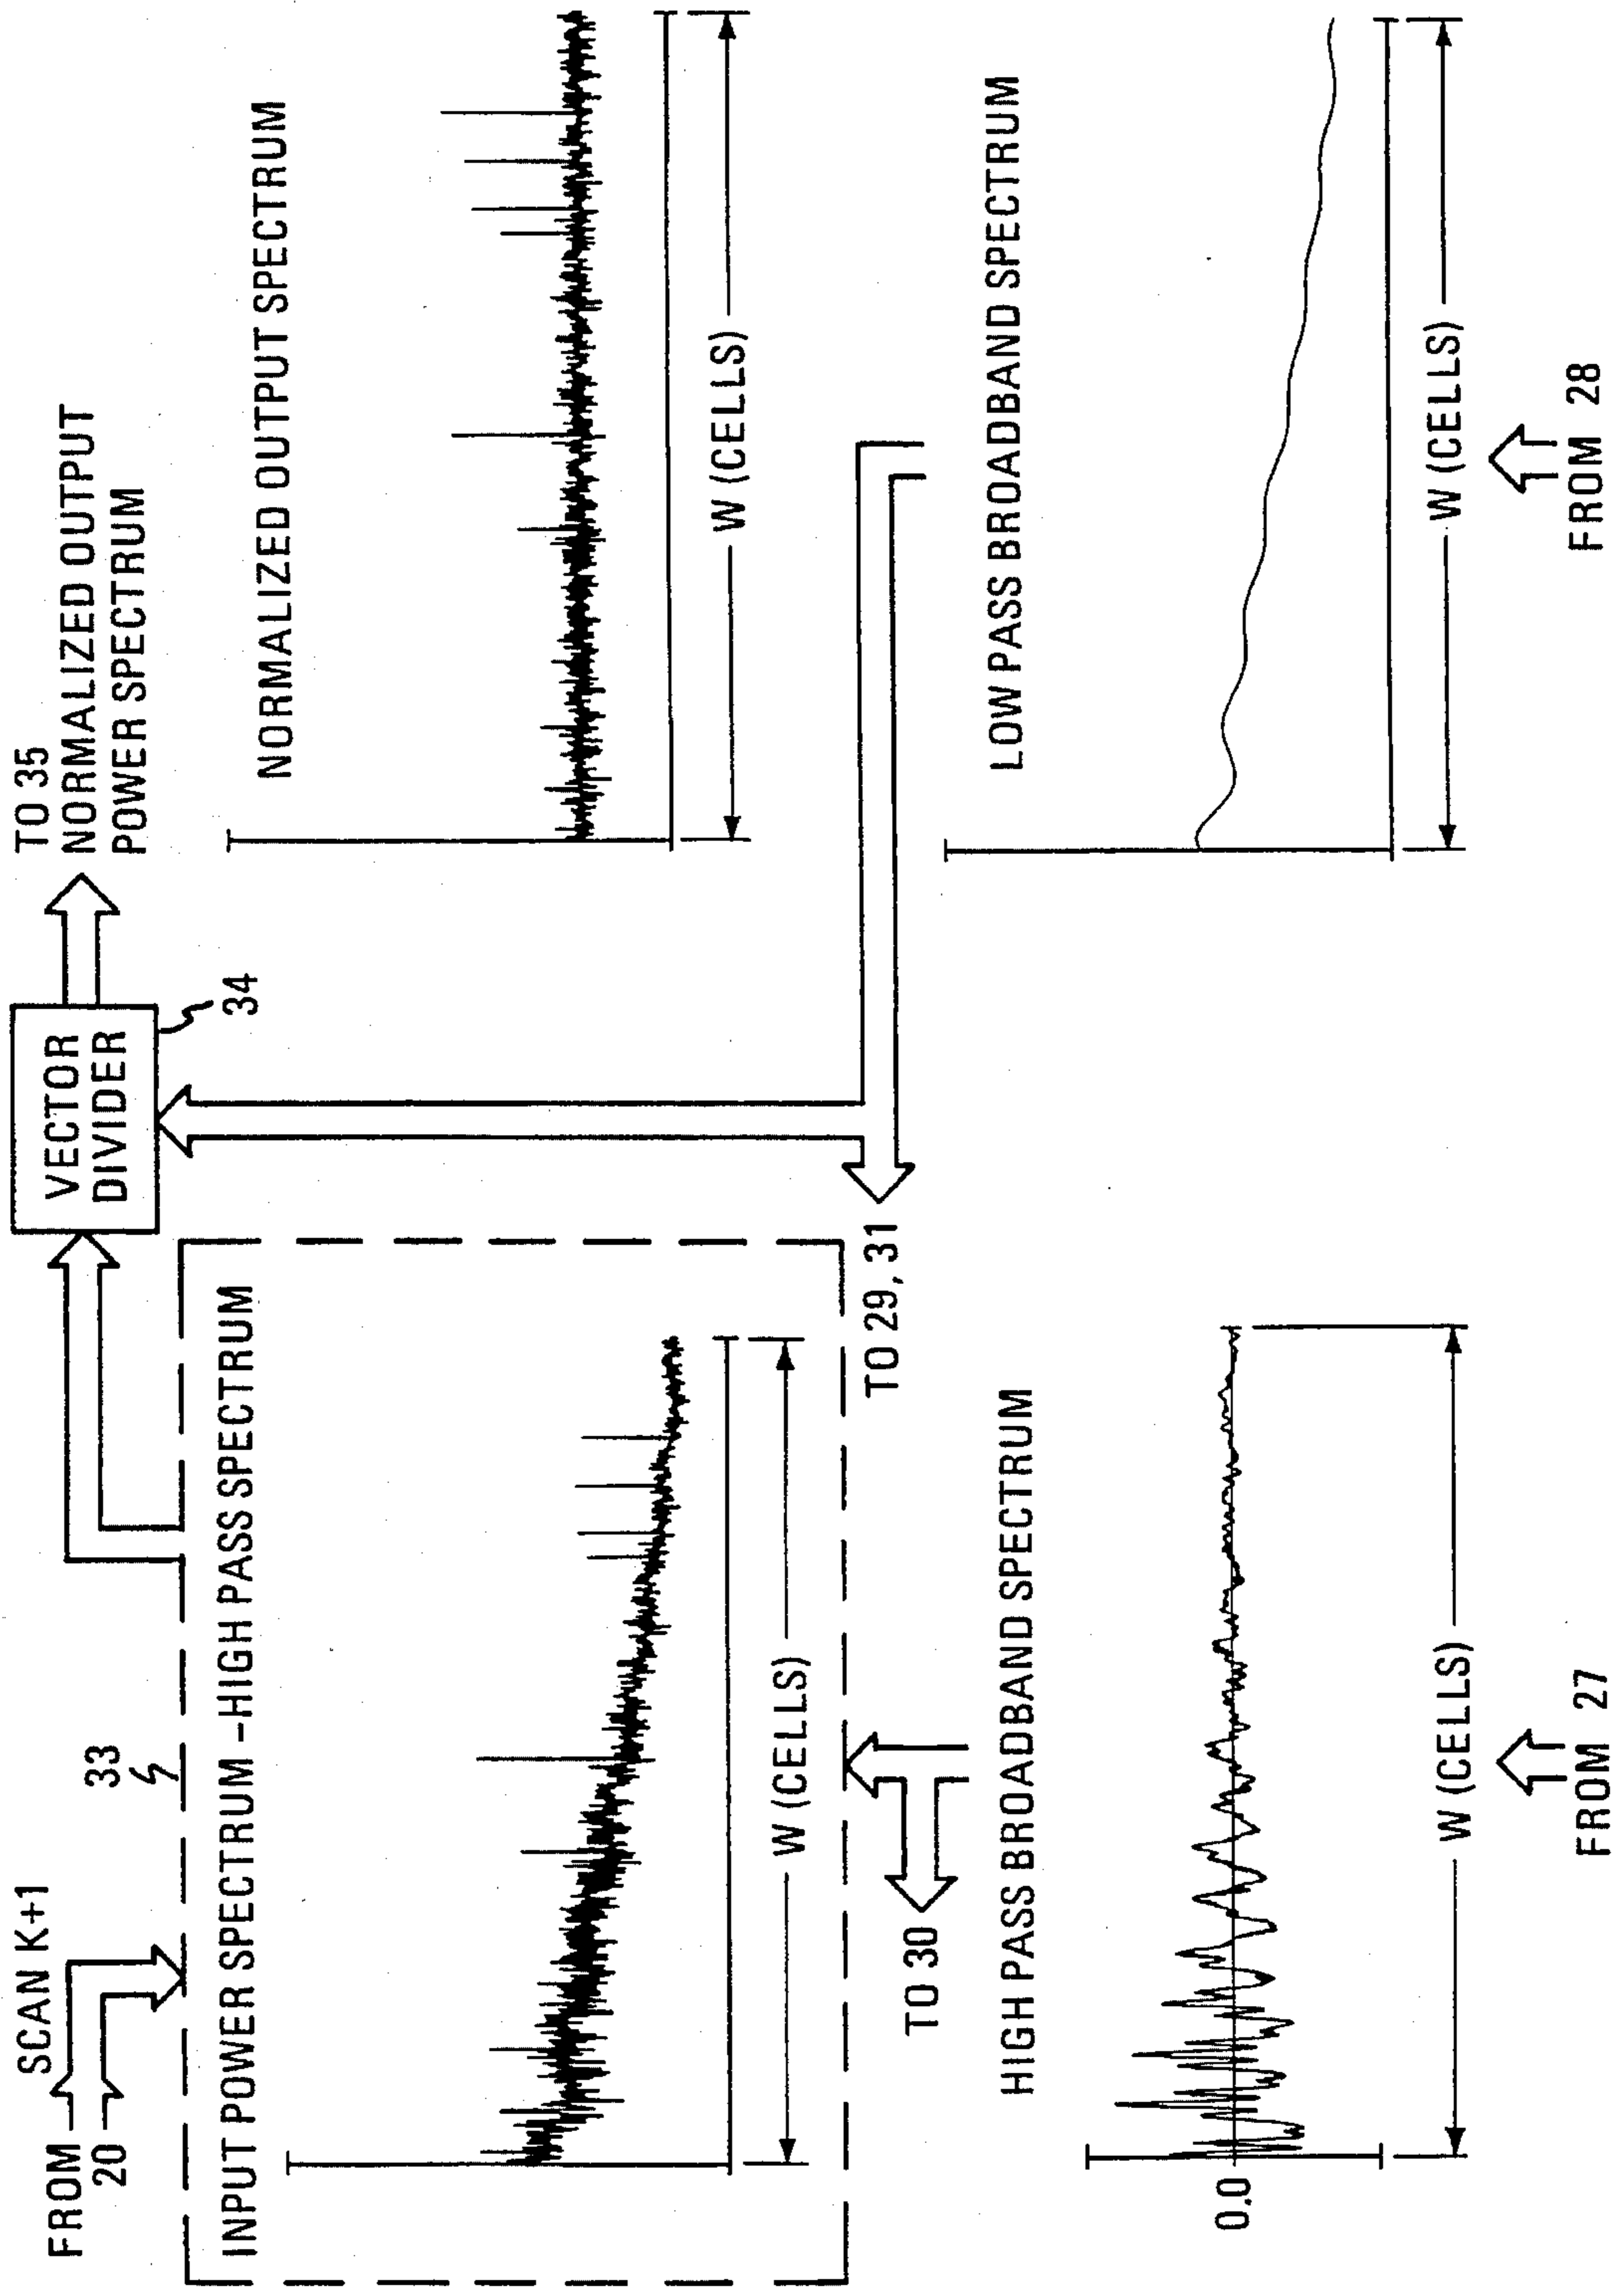 FROM
20
SCAN K+1
33
INPUT POWER SPECTRUM – HIGH PASS SPECTRUM
W (CELLS)
VECTOR
DIVIDER
34
TO 35
NORMALIZED OUTPUT
POWER SPECTRUM
NORMALIZED OUTPUT SPECTRUM
W (CELLS)
TO 30
TO 29, 31
HIGH PASS BROADBAND SPECTRUM
0.0
W (CELLS)
FROM 27
LOW PASS BROADBAND SPECTRUM
W (CELLS)
FROM 28